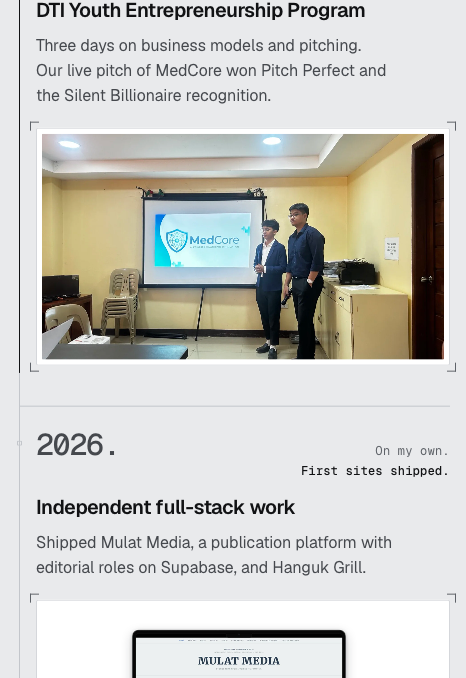 DTI Youth Entrepreneurship Program
Three days on business models and pitching.
Our live pitch of MedCore won Pitch Perfect and
the Silent Billionaire recognition.
MedCore
2026.
On my own.
First sites shipped.
Independent full-stack work
Shipped Mulat Media, a publication platform with
editorial roles on Supabase, and Hanguk Grill.
MULAT MEDIA